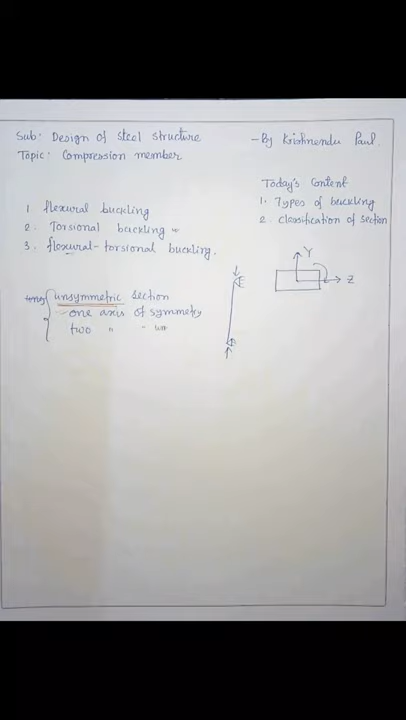 Sub: Design of steel structure
-By Krishnendu Paul.
Topic: Compression member
Today's Content
1. Types of buckling
2. Classification of section
1 flexural buckling
2. Torsional buckling
3. flexural-torsional buckling.
Y
Z
unsymmetric section
one axis of symmetry
two " "